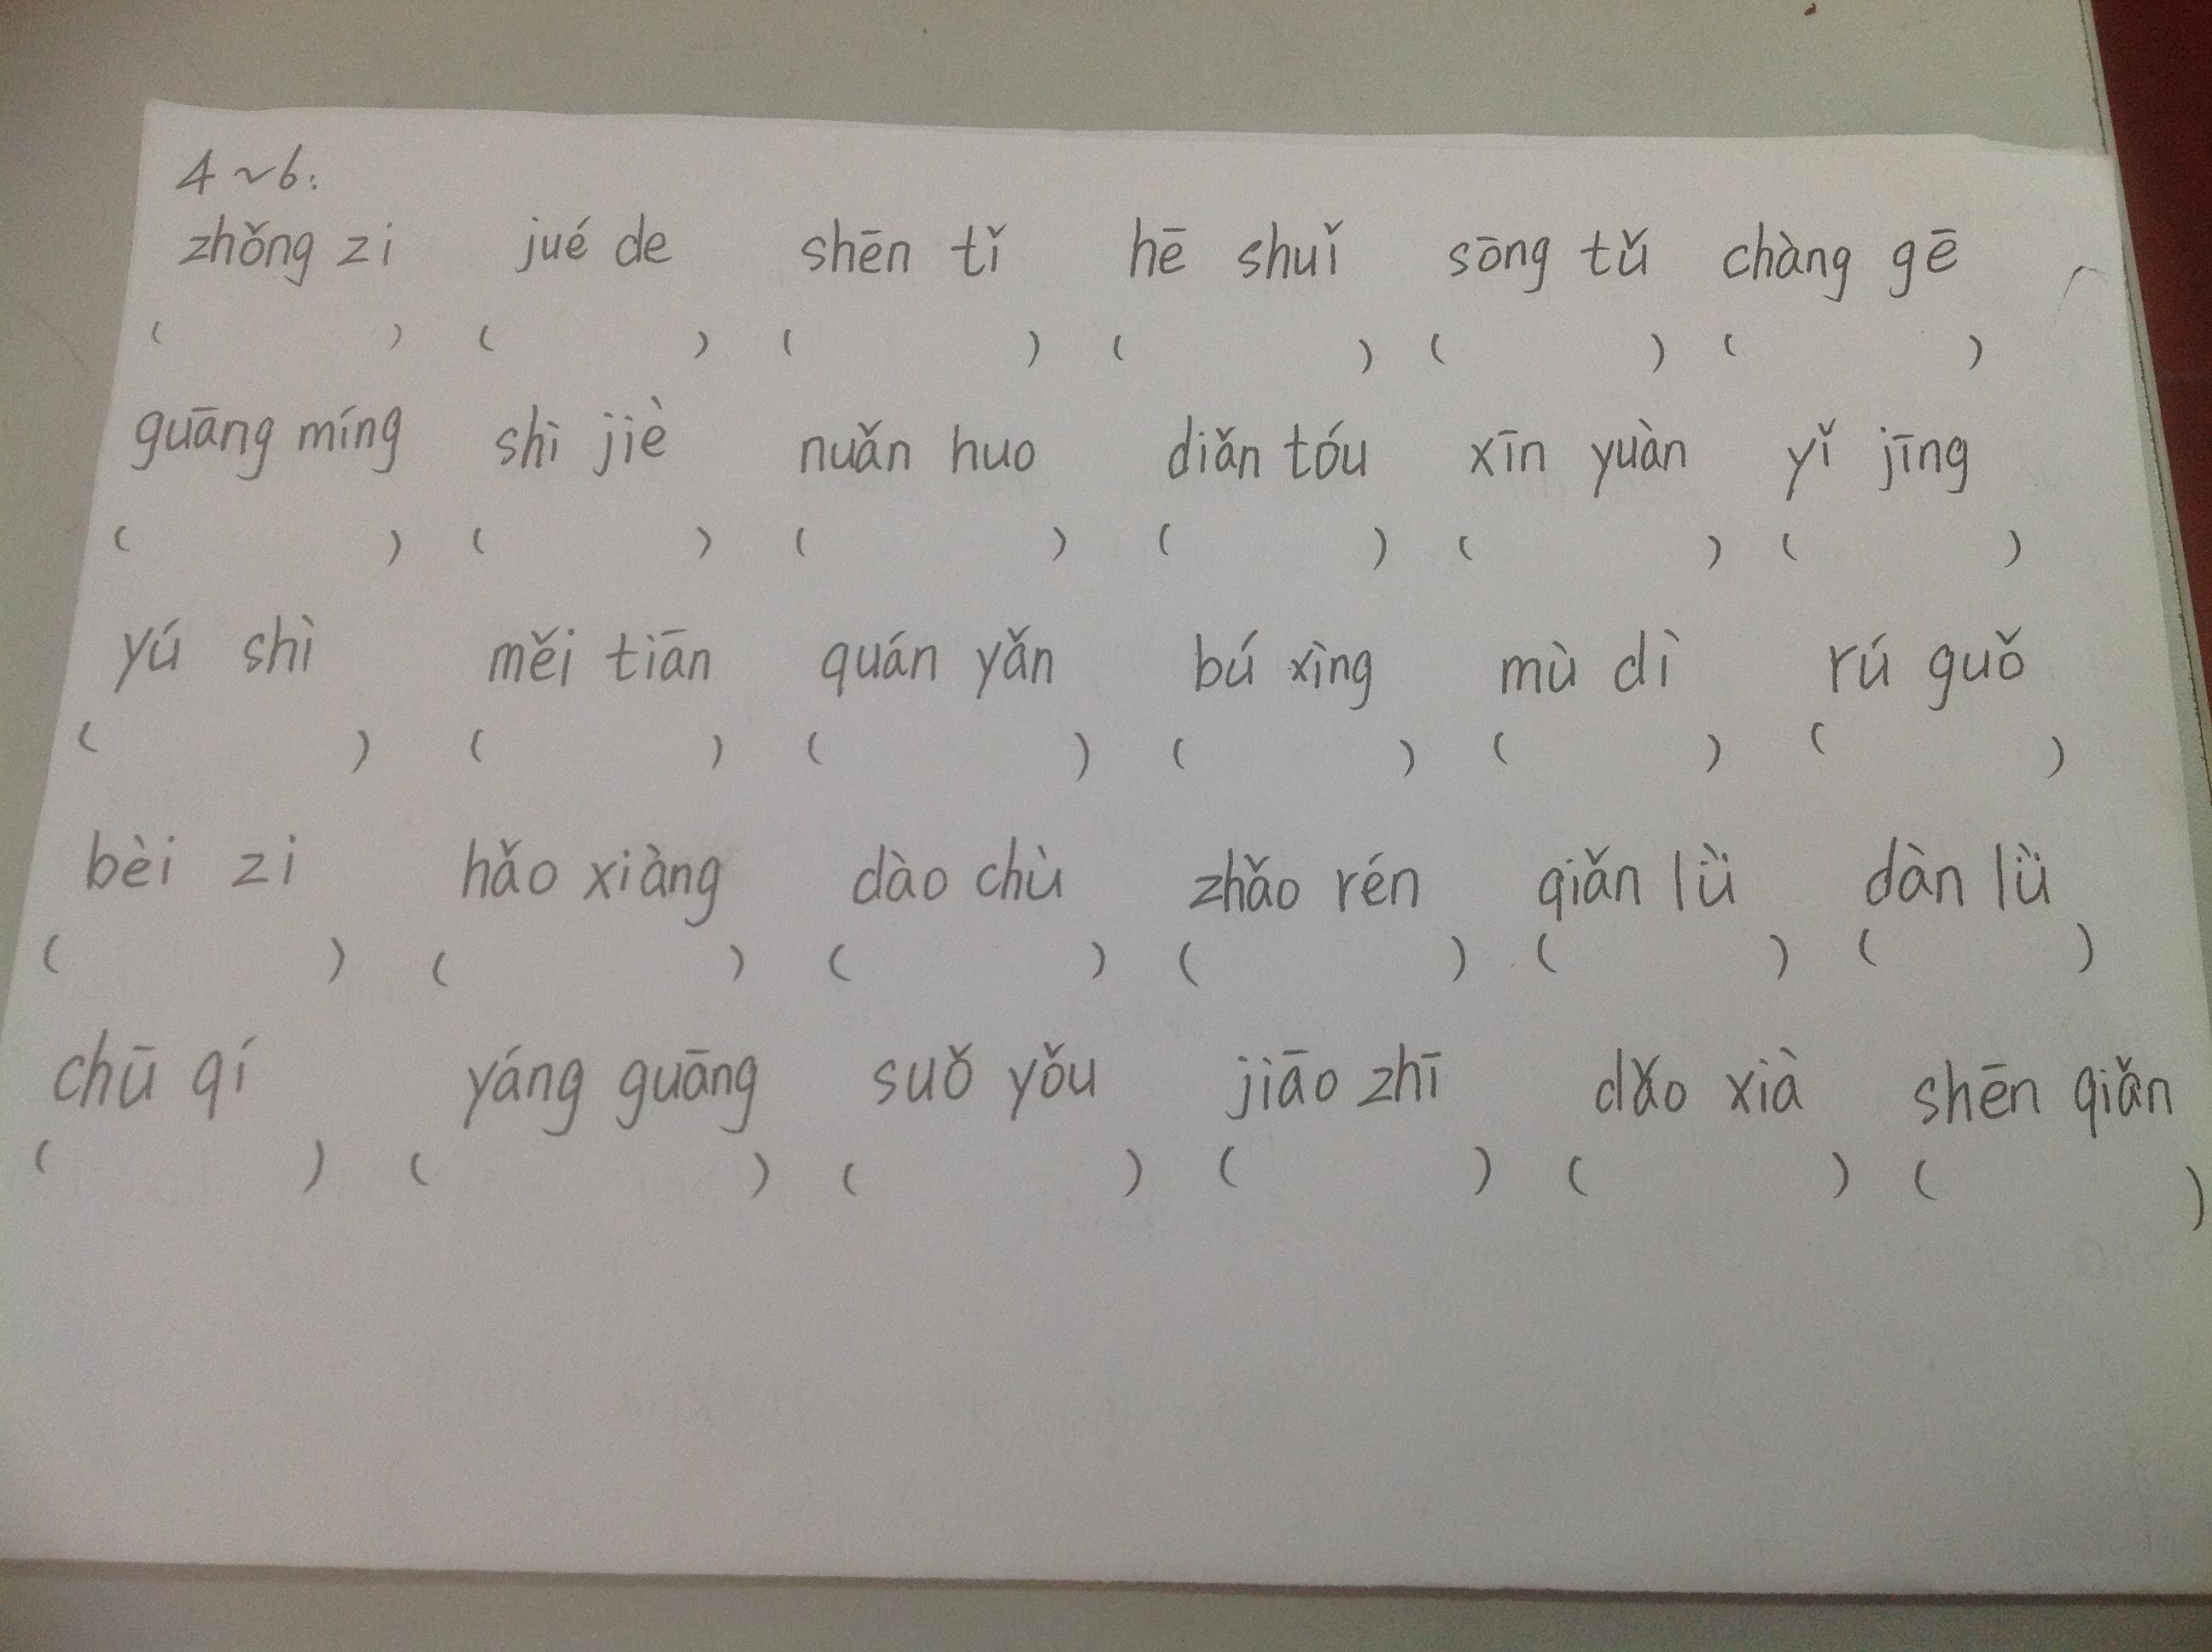 4~6:
zhǒng zi jué de shēn tǐ hē shuǐ sōng tǔ chàng gē
( ) ( ) ( ) ( ) ( ) ( )
guāng míng shì jiè nuǎn huo diǎn tóu xīn yuàn yǐ jīng
( ) ( ) ( ) ( ) ( ) ( )
yú shì měi tiān quán yǎn bú xìng mù dì rú guǒ
( ) ( ) ( ) ( ) ( ) ( )
bèi zi hǎo xiàng dào chù zhǎo rén qiǎn lǜ dàn lǜ
( ) ( ) ( ) ( ) ( ) ( )
chū qí yáng guāng suǒ yǒu jiāo zhī dǎo xià shēn qiǎn
( ) ( ) ( ) ( ) ( ) ( )